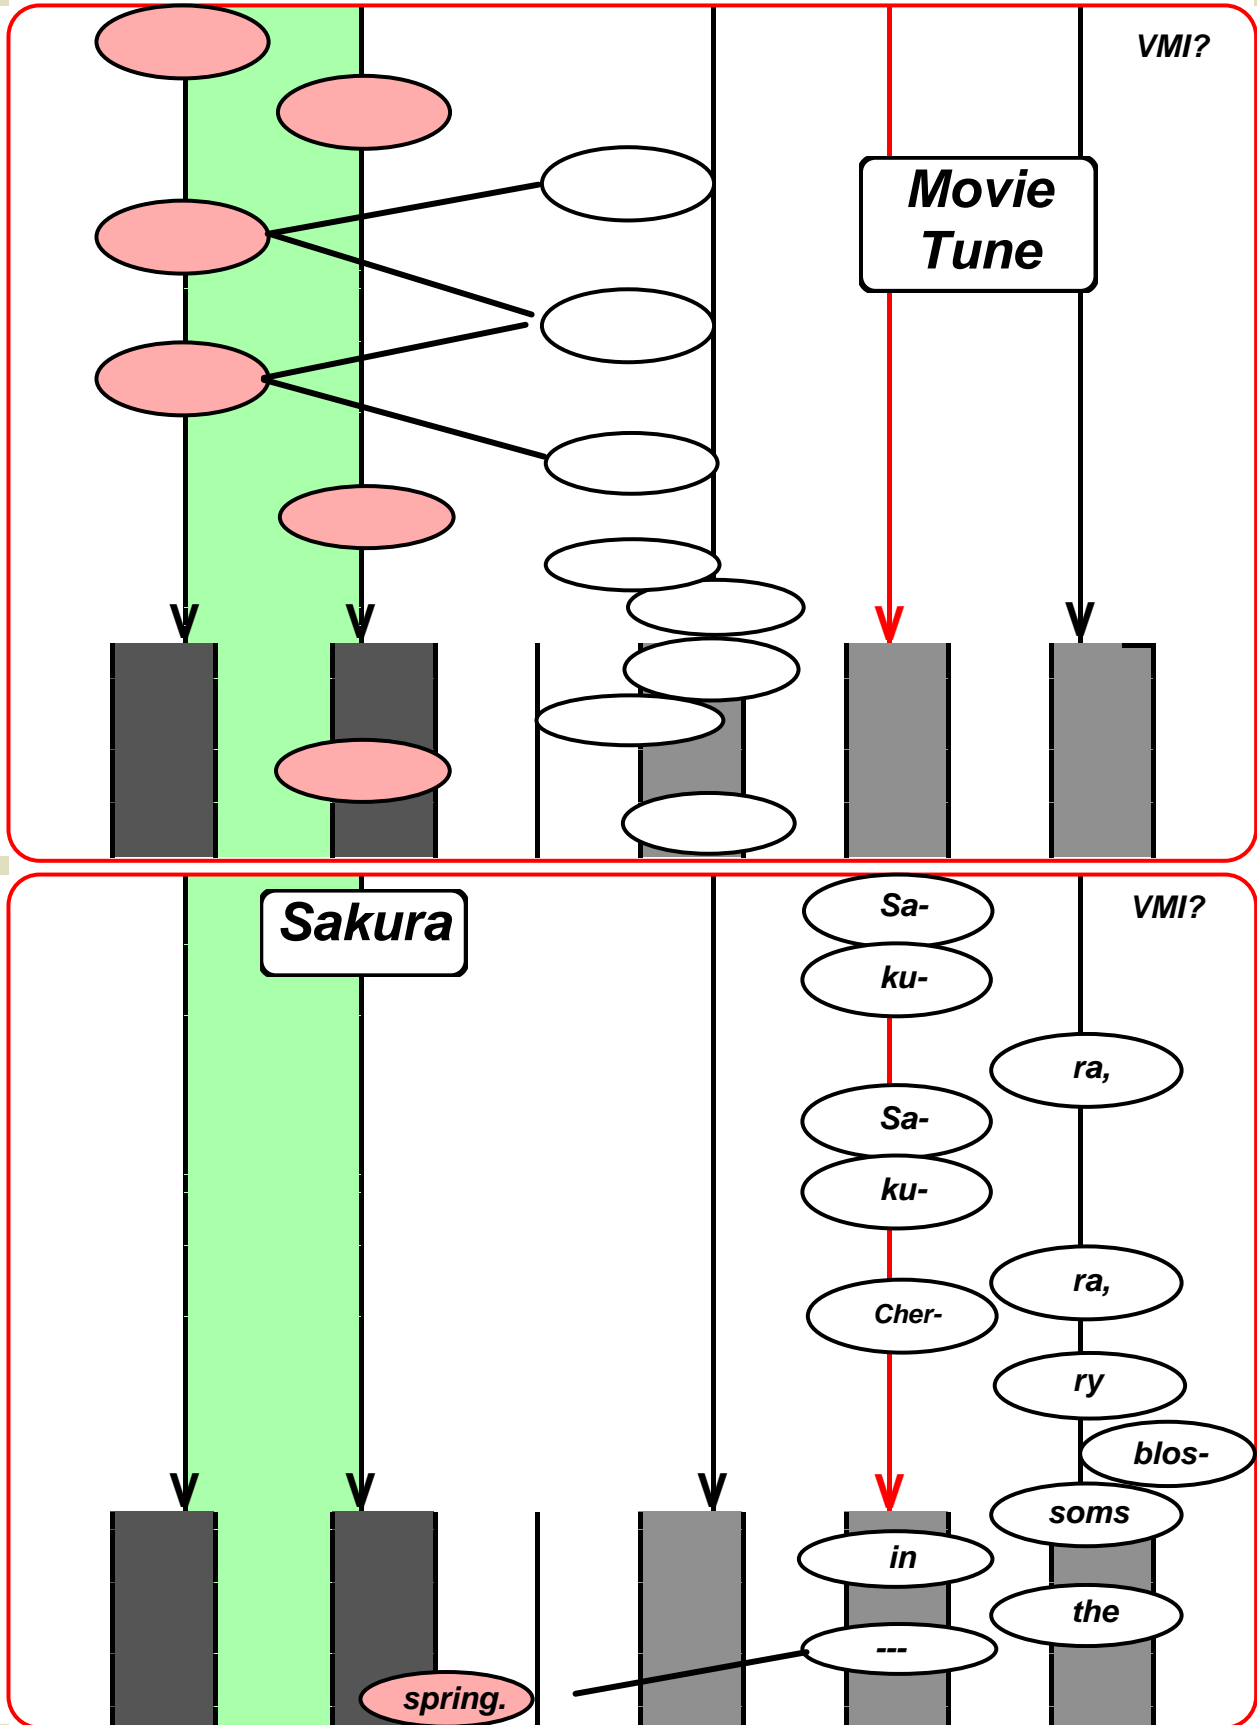 VMI?
Movie
Tune
Sakura
VMI?
Sa-
ku-
ra,
Sa-
ku-
ra,
Cher-
ry
blos-
soms
in
the
---
spring.